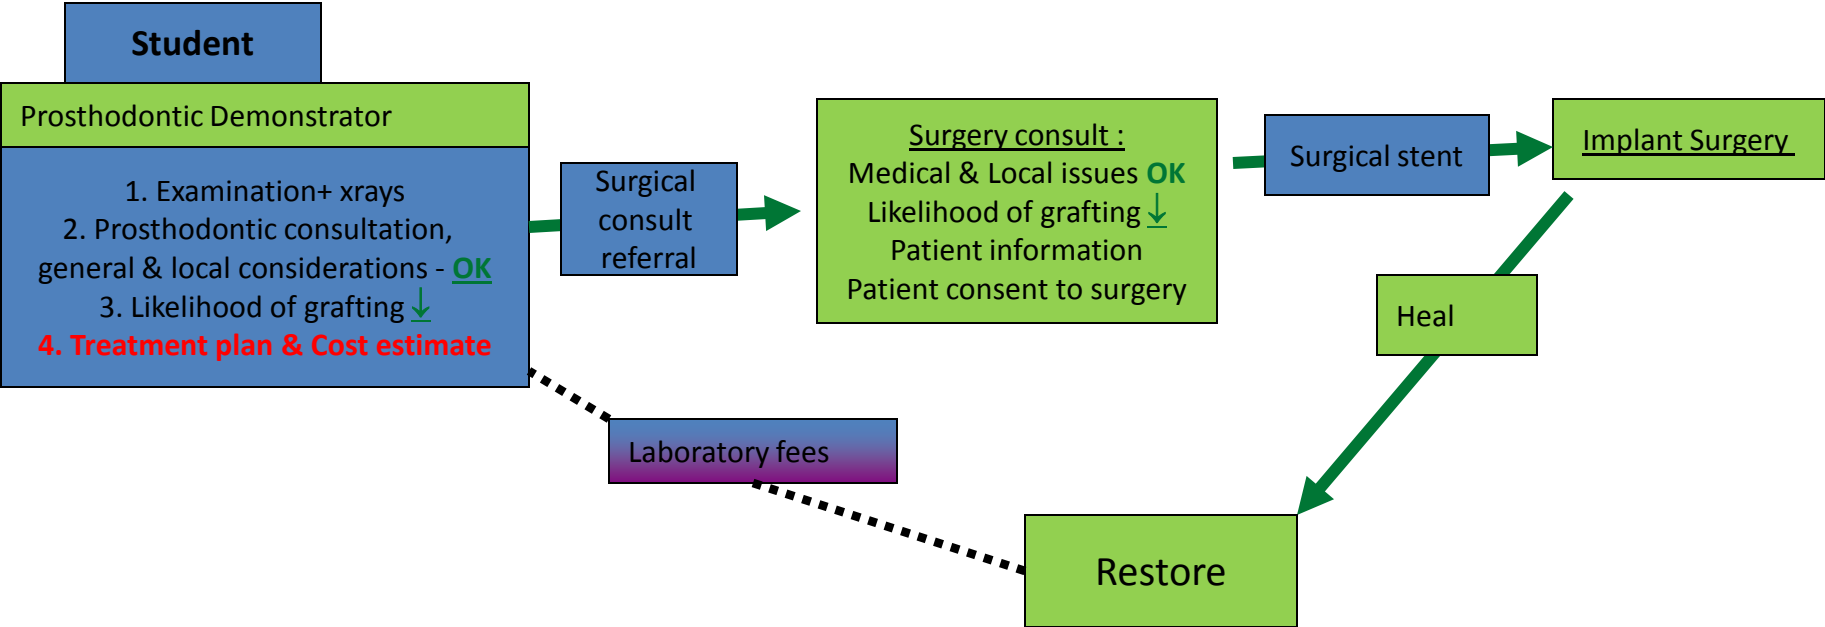 Student
Prosthodontic Demonstrator
1. Examination+ xrays
2. Prosthodontic consultation,
general & local considerations - OK
3. Likelihood of grafting ↓
4. Treatment plan & Cost estimate
Surgical
consult
referral
Surgery consult :
Medical & Local issues OK
Likelihood of grafting ↓
Patient information
Patient consent to surgery
Surgical stent
Implant Surgery
Heal
Laboratory fees
Restore